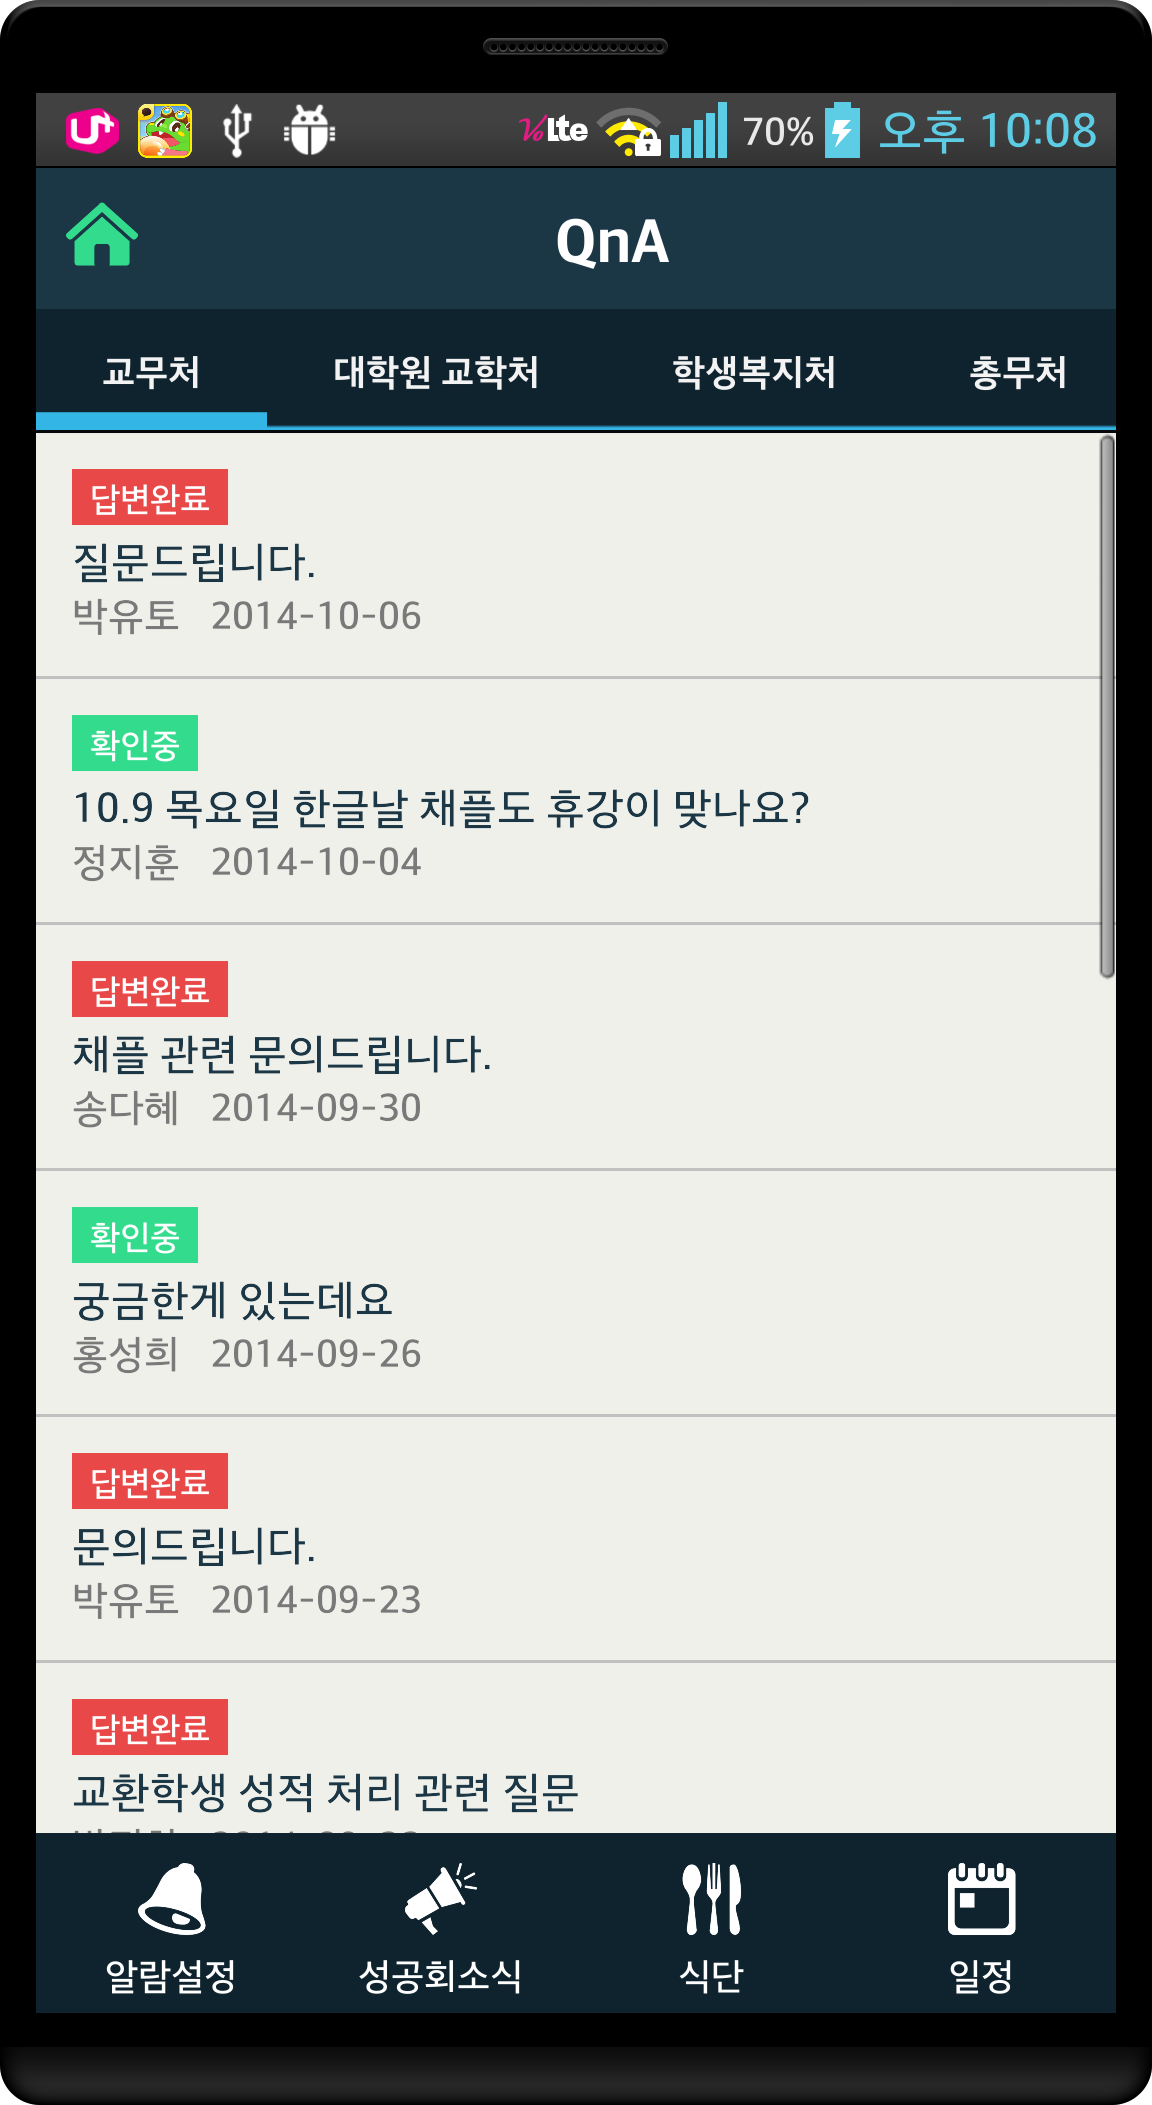 U+
VoLTE 70% 오후 10:08
QnA
교무처 대학원 교학처 학생복지처 총무처
답변완료
질문드립니다.
박유토 2014-10-06
확인중
10.9 목요일 한글날 채플도 휴강이 맞나요?
정지훈 2014-10-04
답변완료
채플 관련 문의드립니다.
송다혜 2014-09-30
확인중
궁금한게 있는데요
홍성희 2014-09-26
답변완료
문의드립니다.
박유토 2014-09-23
답변완료
교환학생 성적 처리 관련 질문
알람설정 성공회소식 식단 일정